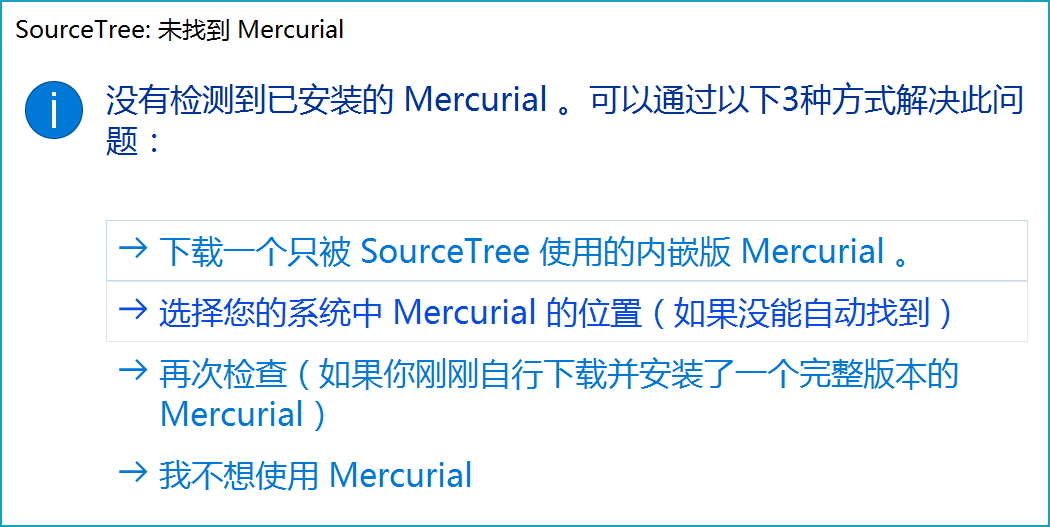 SourceTree: 未找到 Mercurial
没有检测到已安装的 Mercurial 。可以通过以下3种方式解决此问
题：
→ 下载一个只被 SourceTree 使用的内嵌版 Mercurial 。
→ 选择您的系统中 Mercurial 的位置（如果没能自动找到）
→ 再次检查（如果你刚刚自行下载并安装了一个完整版本的
Mercurial）
→ 我不想使用 Mercurial